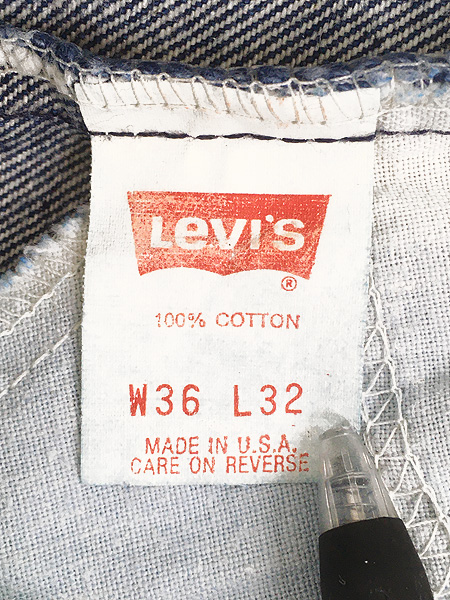 Levi's
®
100% COTTON
W36 L32
MADE IN U.S.A.
CARE ON REVERSE